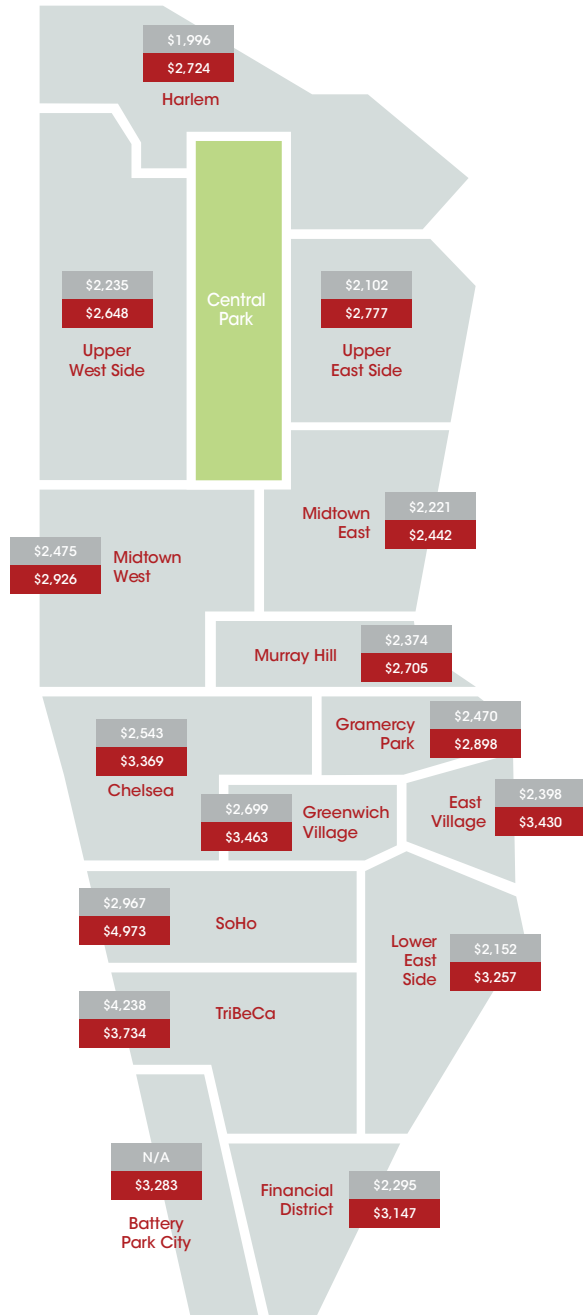 $1,996
$2,724
Harlem
$2,235
$2,648
Upper
West Side
Central
Park
$2,102
$2,777
Upper
East Side
Midtown
East
$2,221
$2,442
$2,475
$2,926
Midtown
West
Murray Hill
$2,374
$2,705
$2,543
$3,369
Chelsea
Gramercy
Park
$2,470
$2,898
$2,699
$3,463
Greenwich
Village
East
Village
$2,398
$3,430
$2,967
$4,973
SoHo
Lower
East
Side
$2,152
$3,257
$4,238
$3,734
TriBeCa
N/A
$3,283
Battery
Park City
Financial
District
$2,295
$3,147